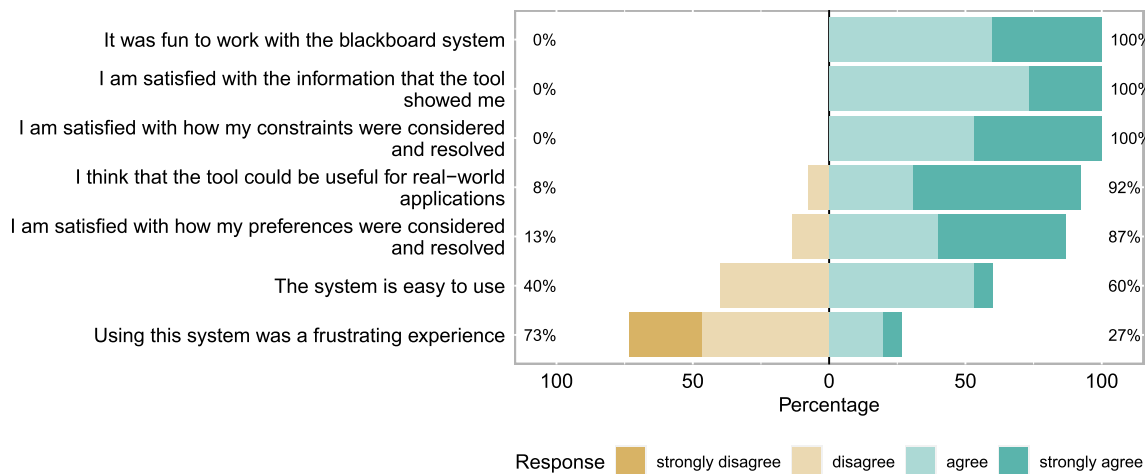 It was fun to work with the blackboard system 0% 100%
I am satisfied with the information that the tool
showed me 0% 100%
I am satisfied with how my constraints were considered
and resolved 0% 100%
I think that the tool could be useful for real−world
applications 8% 92%
I am satisfied with how my preferences were considered
and resolved 13% 87%
The system is easy to use 40% 60%
Using this system was a frustrating experience 73% 27%
100 50 0 50 100
Percentage
Response strongly disagree disagree agree strongly agree